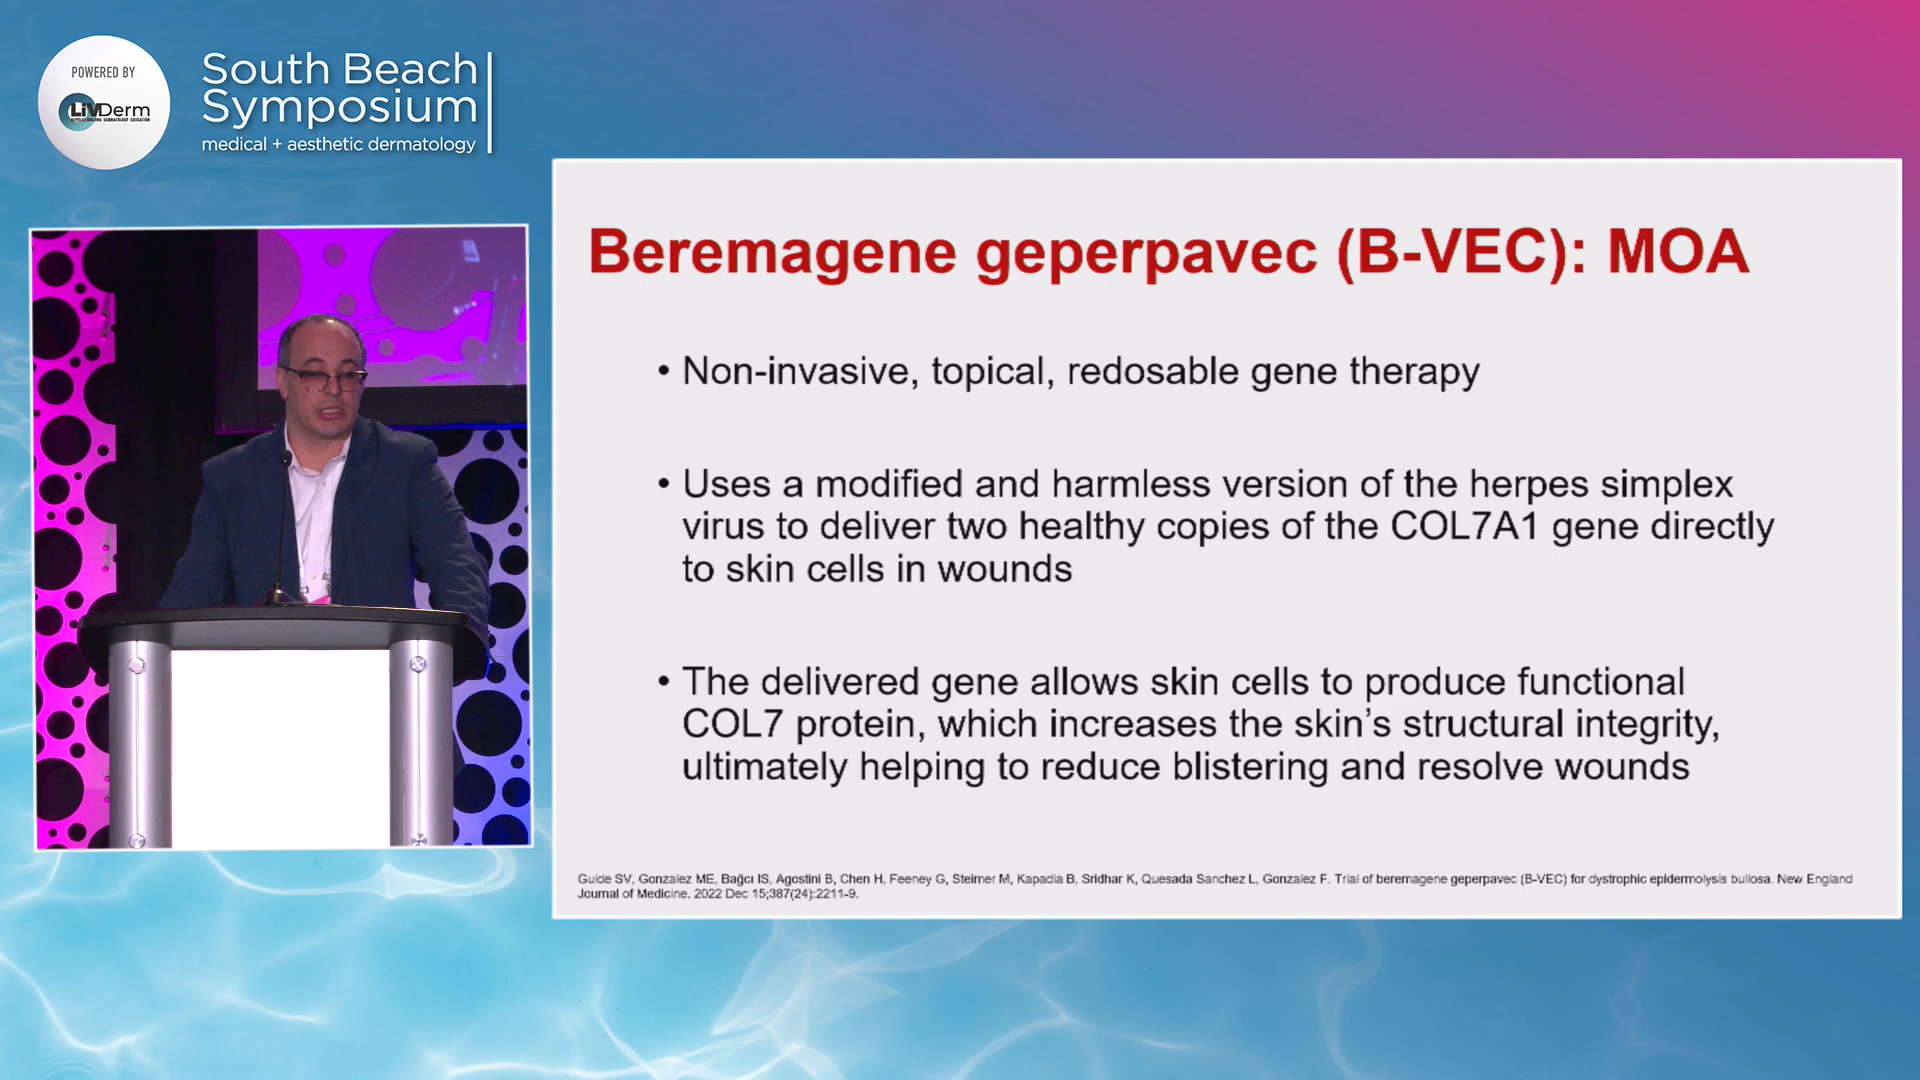 POWERED BY
LiVDerm
REVOLUTIONIZING DERMATOLOGY EDUCATION
South Beach
Symposium
medical + aesthetic dermatology
Beremagene geperpavec (B-VEC): MOA
• Non-invasive, topical, redosable gene therapy
• Uses a modified and harmless version of the herpes simplex
virus to deliver two healthy copies of the COL7A1 gene directly
to skin cells in wounds
• The delivered gene allows skin cells to produce functional
COL7 protein, which increases the skin’s structural integrity,
ultimately helping to reduce blistering and resolve wounds
Guide SV, Gonzalez ME, Bağcı IS, Agostini B, Chen H, Feeney G, Steimer M, Kapadia B, Sridhar K, Quesada Sanchez L, Gonzalez F. Trial of beremagene geperpavec (B-VEC) for dystrophic epidermolysis bullosa. New England
Journal of Medicine. 2022 Dec 15;387(24):2211-9.